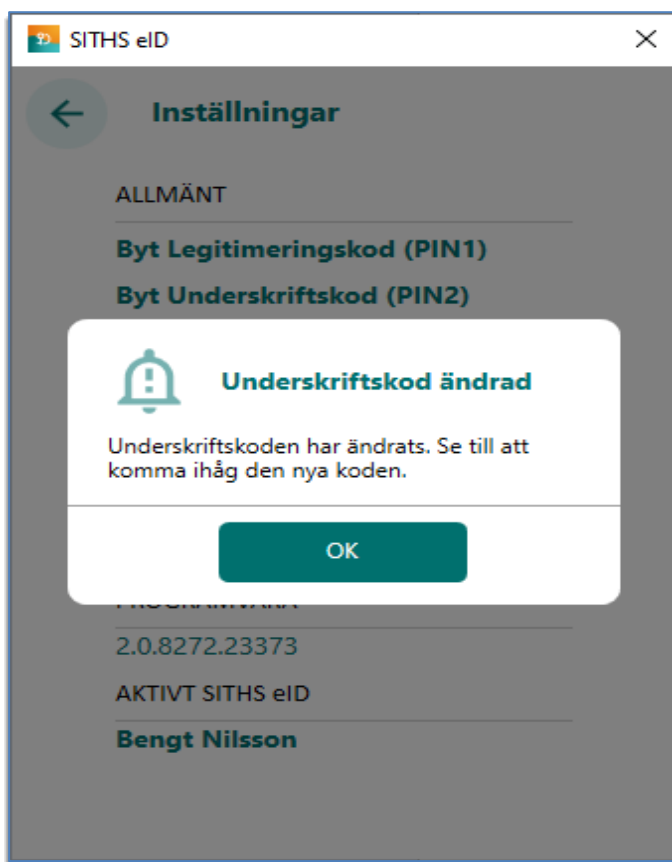 SITHS eID
Inställningar
ALLMÄNT
Byt Legitimeringskod (PIN1)
Byt Underskriftskod (PIN2)
Underskriftskod ändrad
Underskriftskoden har ändrats. Se till att
komma ihåg den nya koden.
OK
PROGRAMVARA
2.0.8272.23373
AKTIVT SITHS eID
Bengt Nilsson